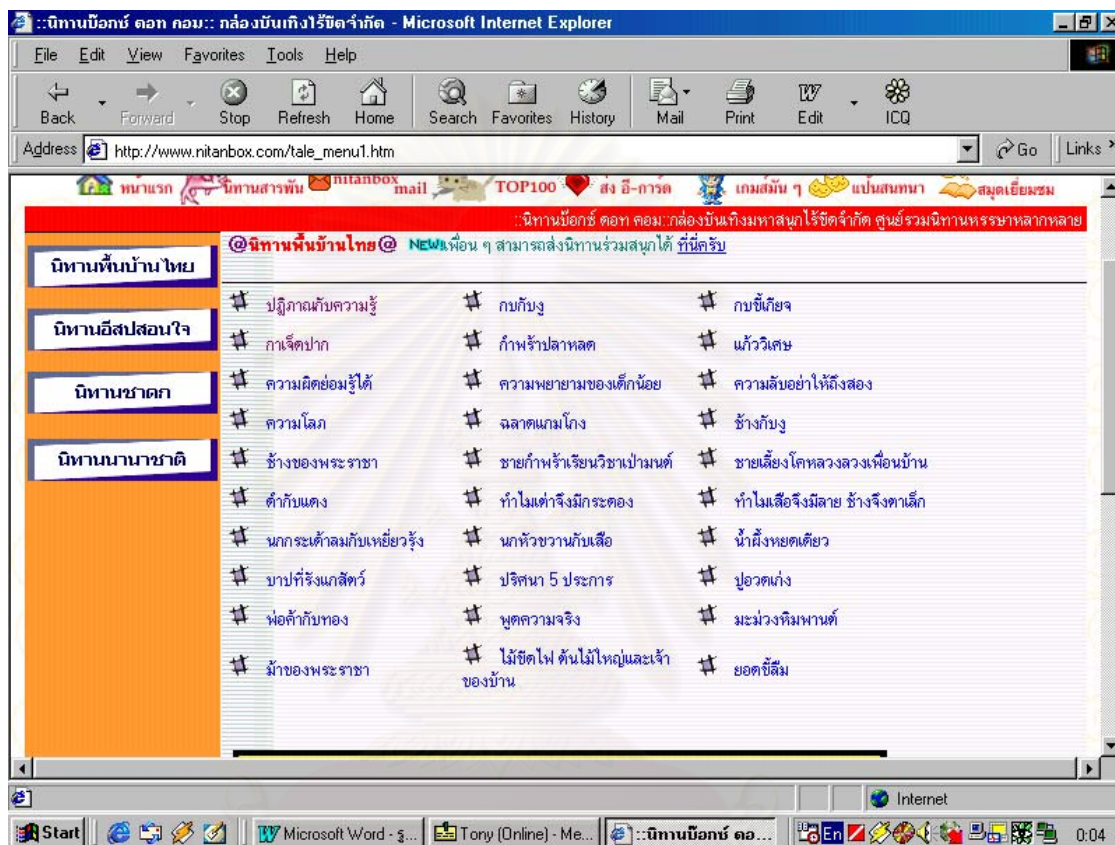 ::นิทานบ๊อกซ์ ดอท คอม:: กล่องบันเทิงไร้ขีดจำกัด - Microsoft Internet Explorer
File Edit View Favorites Tools Help
Back Forward Stop Refresh Home Search Favorites History Mail Print Edit ICQ
Address http://www.nitanbox.com/tale_menu1.htm Go Links
หน้าแรก นิทานสารพัน nitanbox mail TOP100 ส่ง อี-การ์ด เกมส์มัน ๆ แป้นสนทนา สมุดเยี่ยมชม
::นิทานบ๊อกซ์ ดอท คอม::กล่องบันเทิงมหาสนุกไร้ขีดจำกัด ศูนย์รวมนิทานหรรษาหลากหลาย
@นิทานพื้นบ้านไทย@ NEW!! เพื่อน ๆ สามารถส่งนิทานร่วมสนุกได้ ที่นี่ครับ
นิทานพื้นบ้านไทย
นิทานอีสปสอนใจ
นิทานชาดก
นิทานนานาชาติ
ปฏิภาณกับความรู้ กบกับงู กบขี้เกียจ
กาเจ็ดปาก กำพร้าปลาหลด แก้ววิเศษ
ความผิดย่อมรู้ได้ ความพยายามของเด็กน้อย ความลับอย่าให้ถึงสอง
ความโลภ ฉลาดแกมโกง ช้างกับงู
ช้างของพระราชา ชายกำพร้าเรียนวิชาเป่ามนต์ ชายเลี้ยงโคหลวงลวงเพื่อนบ้าน
ดำกับแดง ทำไมเต่าจึงมีกระดอง ทำไมเสือจึงมีลาย ช้างจึงตาเล็ก
นกกระเต้าลมกับเหยี่ยวรุ้ง นกหัวขวานกับเสือ น้ำผึ้งหยดเดียว
บาปที่รังแกสัตว์ ปริศนา 5 ประการ ปูอวดเก่ง
พ่อค้ากับทอง พูดความจริง มะม่วงหิมพานต์
ม้าของพระราชา ไม้ขีดไฟ ต้นไม้ใหญ่และเจ้า ยอดขี้ลืม
ของบ้าน
Internet
Start Microsoft Word - ร... Tony (Online) - Me... ::นิทานบ๊อกซ์ ดอ... En 0:04